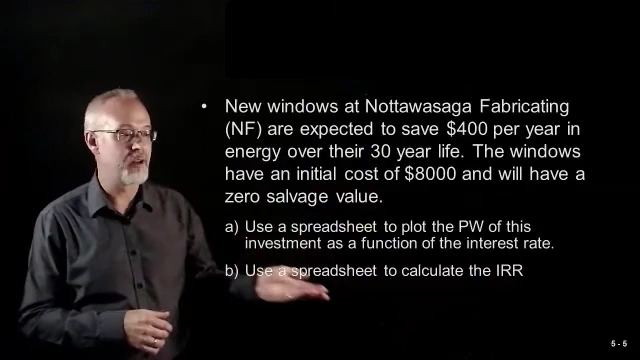 • New windows at Nottawasaga Fabricating
(NF) are expected to save $400 per year in
energy over their 30 year life. The windows
have an initial cost of $8000 and will have a
zero salvage value.
a) Use a spreadsheet to plot the PW of this
investment as a function of the interest rate.
b) Use a spreadsheet to calculate the IRR
5 - 5